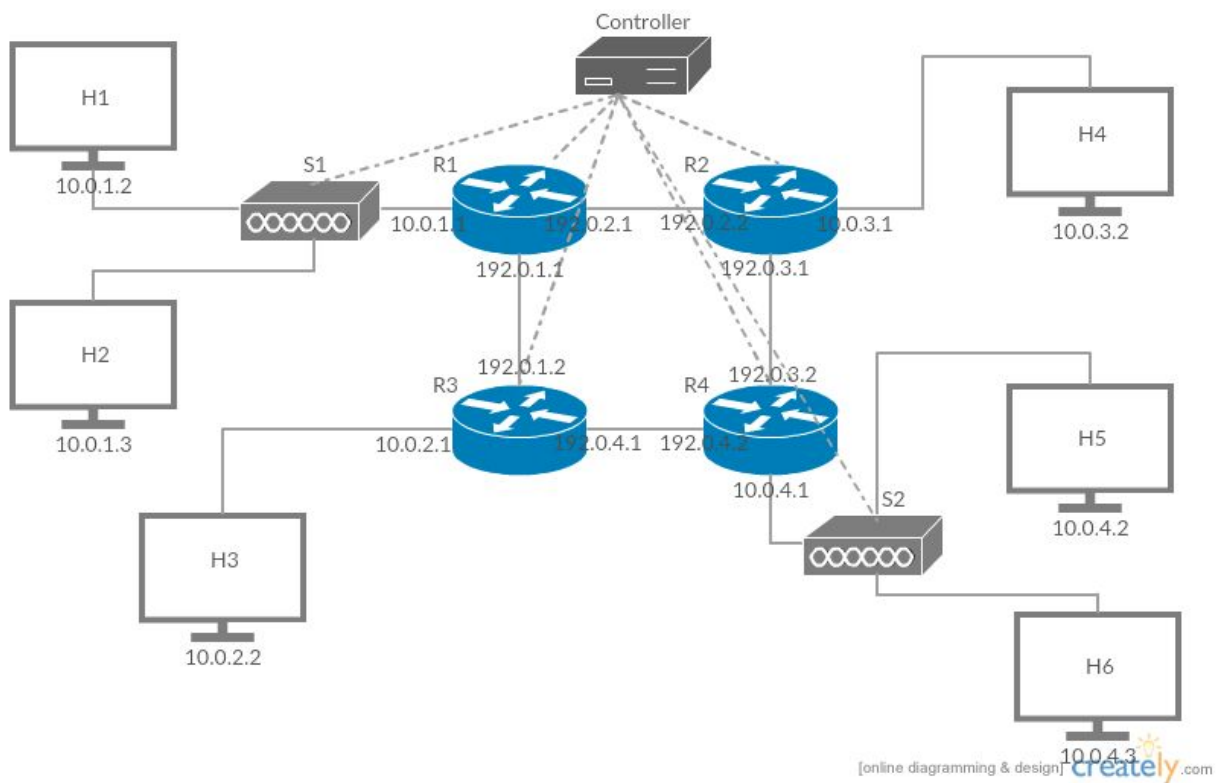 Controller
H1
10.0.1.2
S1
R1
R2
H4
10.0.3.2
10.0.1.1
192.0.2.1
192.0.2.2
10.0.3.1
192.0.1.1
192.0.3.1
H2
10.0.1.3
192.0.1.2
192.0.3.2
R3
R4
10.0.2.1
192.0.4.1
192.0.4.2
10.0.4.1
H5
10.0.4.2
S2
H3
10.0.2.2
H6
10.0.4.3
[online diagramming & design] creately.com